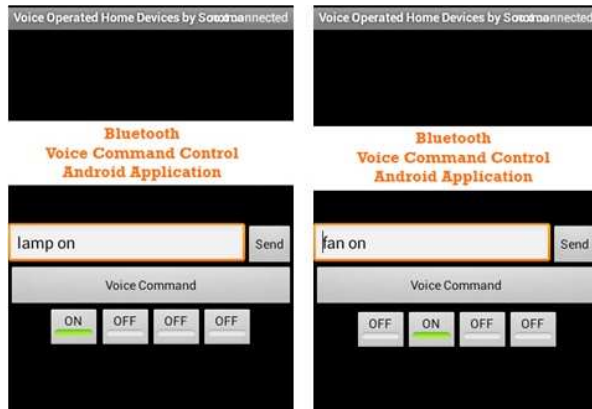 Voice Operated Home Devices by
Bluetooth
Voice Command Control
Android Application
lamp on
Send
Voice Command
ON OFF OFF OFF
Voice Operated Home Devices by
Bluetooth
Voice Command Control
Android Application
fan on
Send
Voice Command
OFF ON OFF OFF